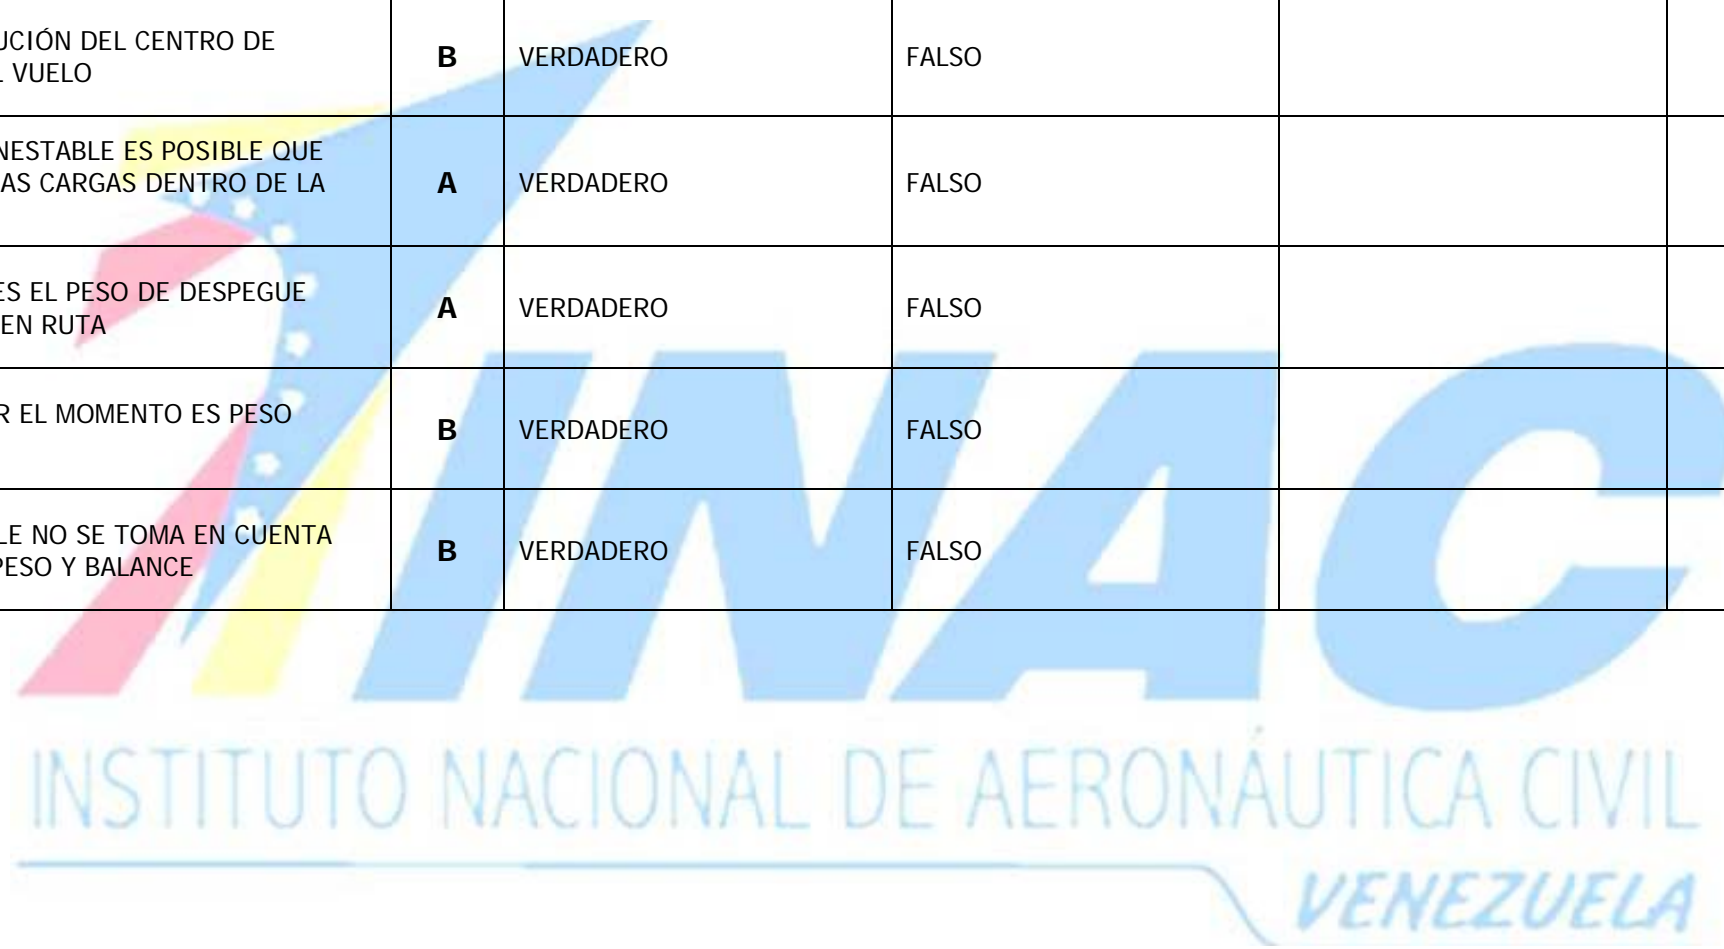 UCIÓN DEL CENTRO DE
L VUELO
B
VERDADERO
FALSO
NESTABLE ES POSIBLE QUE
AS CARGAS DENTRO DE LA
A
VERDADERO
FALSO
ES EL PESO DE DESPEGUE
EN RUTA
A
VERDADERO
FALSO
R EL MOMENTO ES PESO
B
VERDADERO
FALSO
LE NO SE TOMA EN CUENTA
PESO Y BALANCE
B
VERDADERO
FALSO
INAC
INSTITUTO NACIONAL DE AERONÁUTICA CIVIL
VENEZUELA